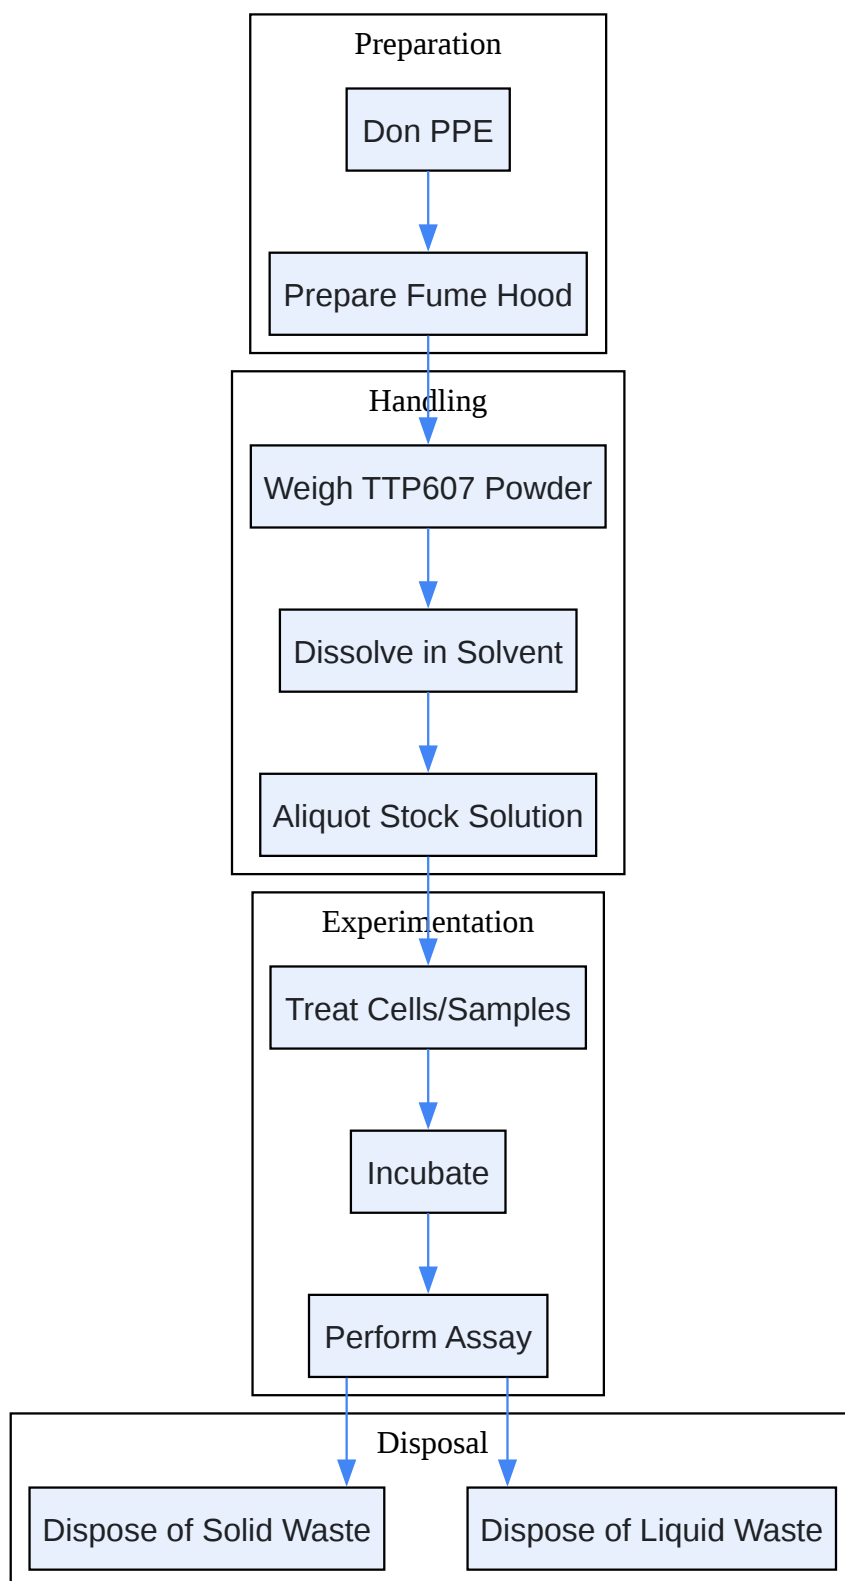 Preparation
Don PPE
Prepare Fume Hood
Handling
Weigh TTP607 Powder
Dissolve in Solvent
Aliquot Stock Solution
Experimentation
Treat Cells/Samples
Incubate
Perform Assay
Disposal
Dispose of Solid Waste
Dispose of Liquid Waste